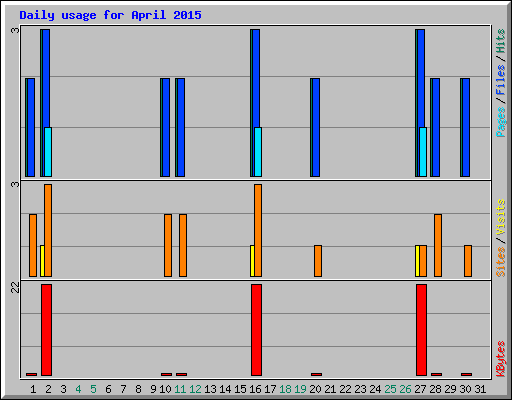 Daily usage for April 2015
3
Pages / Files / Hits
3
Sites / Visits
22
KBytes
1 2 3 4 5 6 7 8 9 10 11 12 13 14 15 16 17 18 19 20 21 22 23 24 25 26 27 28 29 30 31